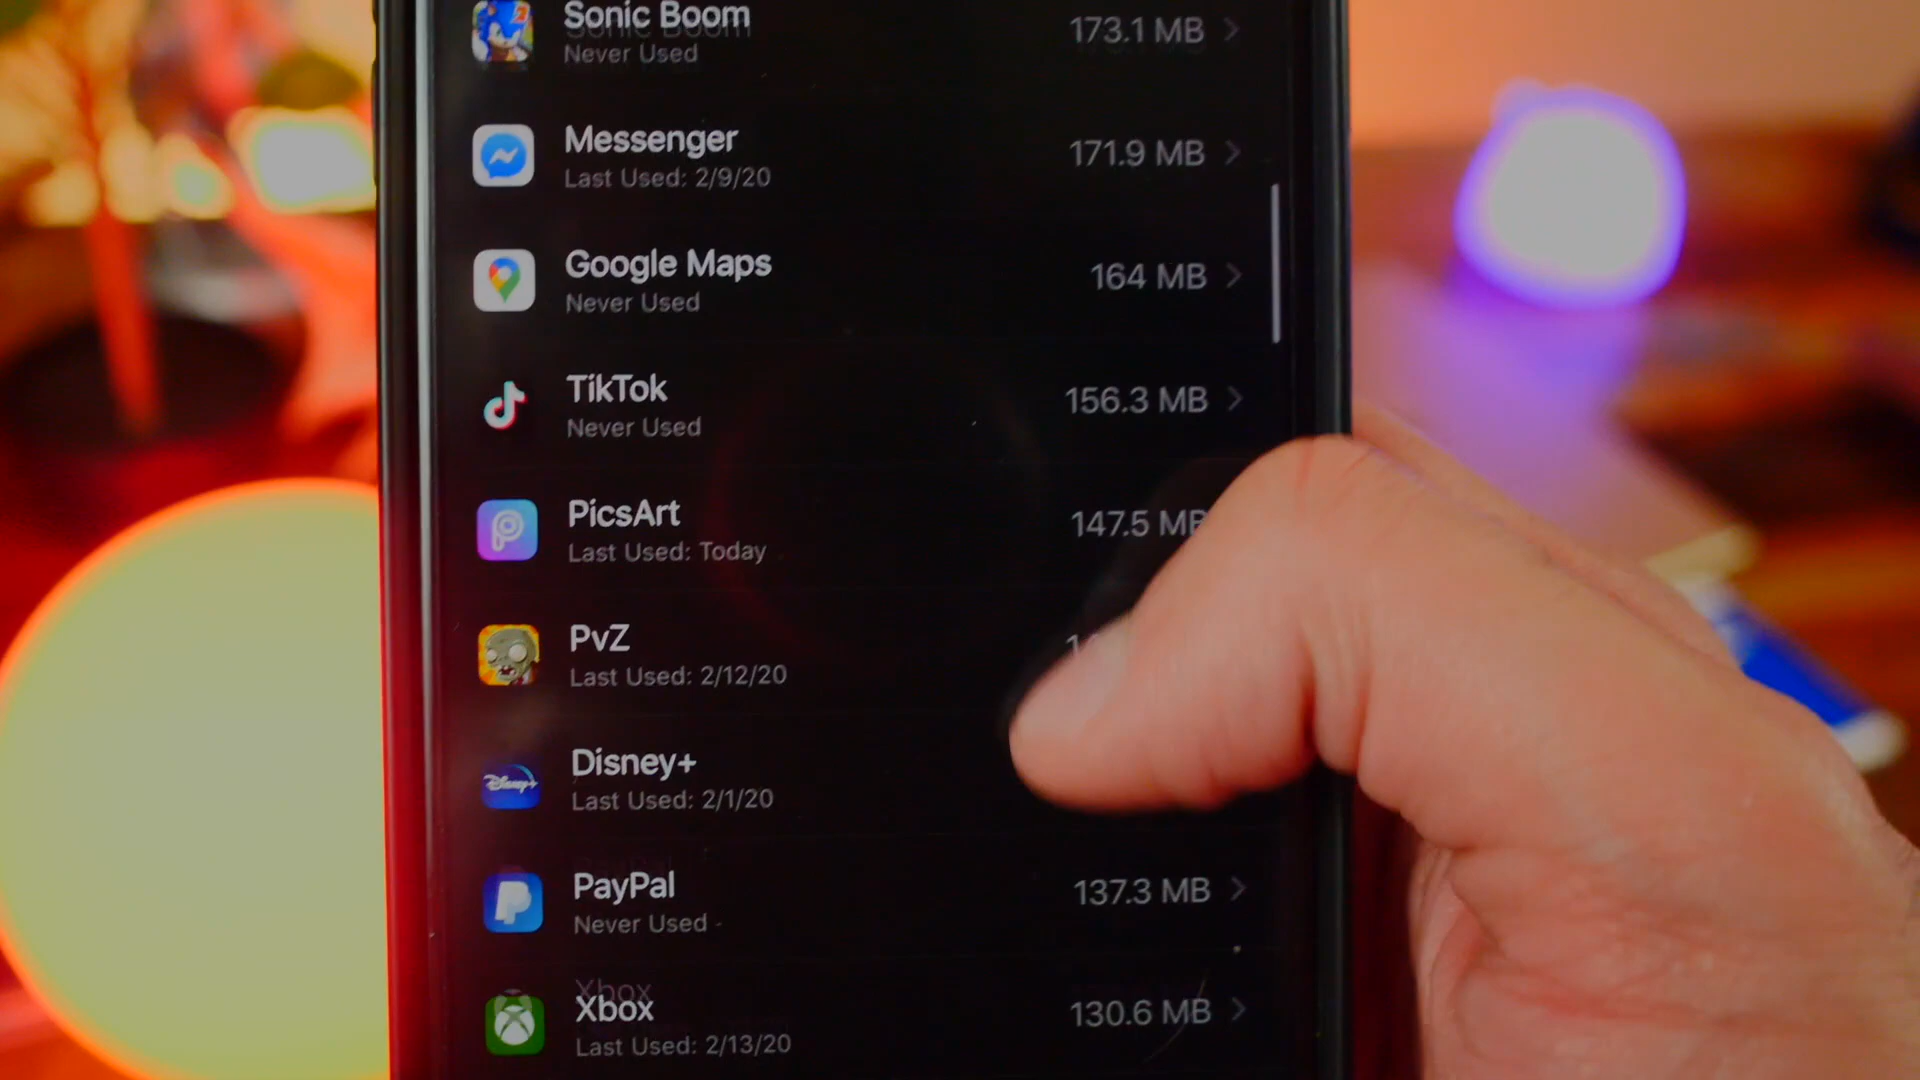 Sonic Boom
Never Used
173.1 MB
Messenger
Last Used: 2/9/20
171.9 MB
Google Maps
Never Used
164 MB
TikTok
Never Used
156.3 MB
PicsArt
Last Used: Today
147.5 MB
PvZ
Last Used: 2/12/20
Disney+
Disney+
Last Used: 2/1/20
PayPal
Never Used
137.3 MB
Xbox
Last Used: 2/13/20
130.6 MB